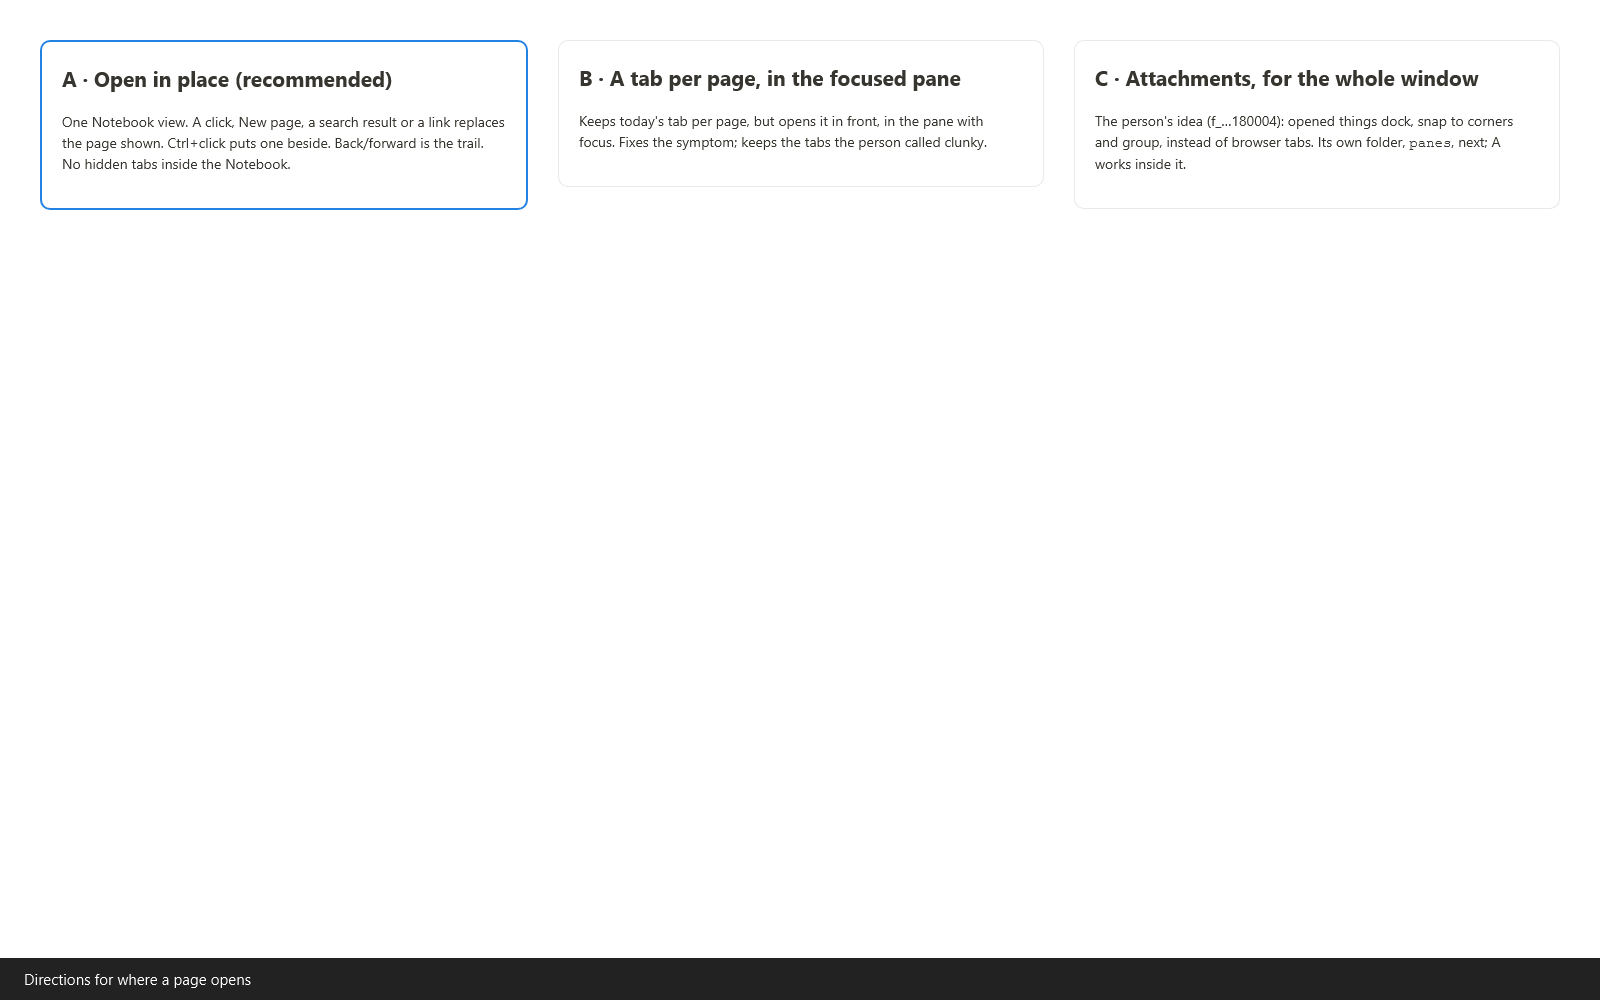 A · Open in place (recommended)
One Notebook view. A click, New page, a search result or a link replaces
the page shown. Ctrl+click puts one beside. Back/forward is the trail.
No hidden tabs inside the Notebook.
B · A tab per page, in the focused pane
Keeps today's tab per page, but opens it in front, in the pane with
focus. Fixes the symptom; keeps the tabs the person called clunky.
C · Attachments, for the whole window
The person's idea (f_…180004): opened things dock, snap to corners
and group, instead of browser tabs. Its own folder, panes, next; A
works inside it.
Directions for where a page opens